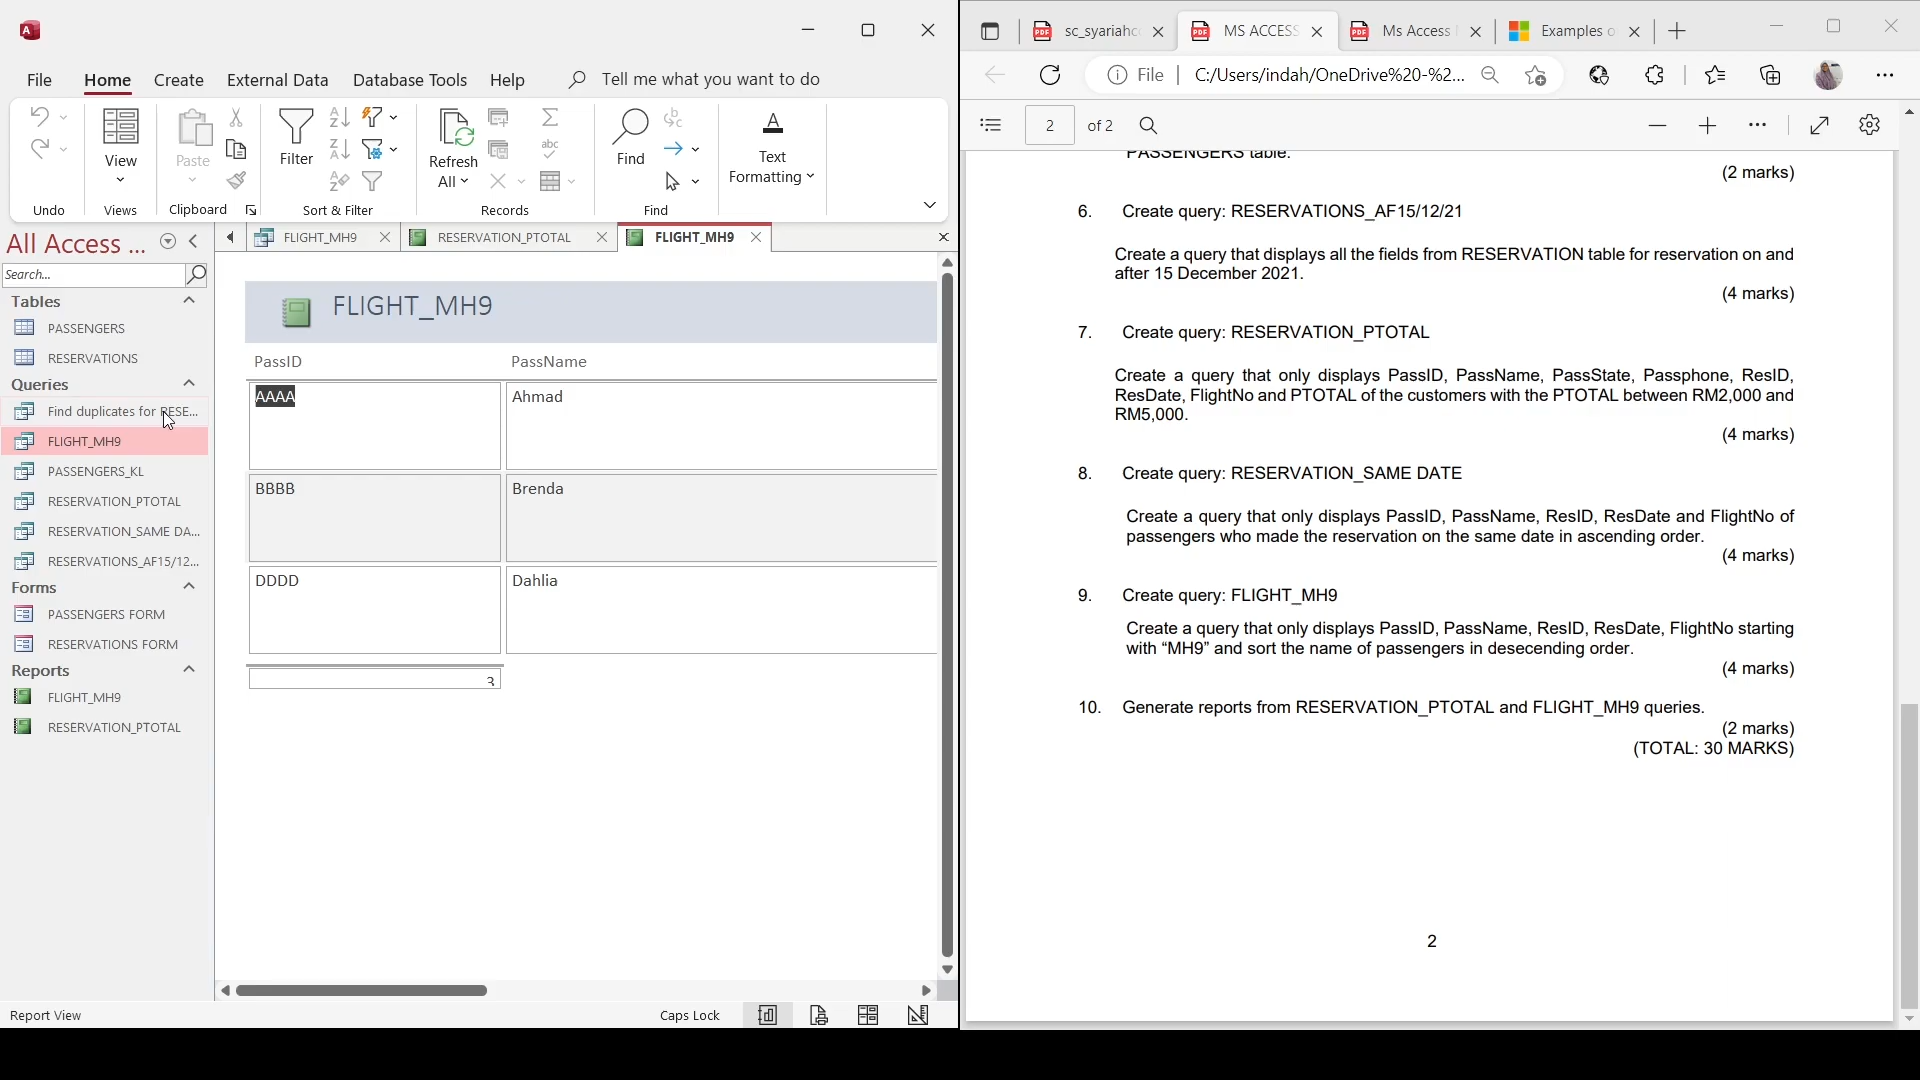 File
Home
Create
External Data
Database Tools
Help
Tell me what you want to do
View
Paste
Filter
Refresh
All
Find
Text
Formatting
Undo
Views
Clipboard
Sort & Filter
Records
Find
All Access ...
Search...
Tables
PASSENGERS
RESERVATIONS
Queries
Find duplicates for RESE...
FLIGHT_MH9
PASSENGERS_KL
RESERVATION_PTOTAL
RESERVATION_SAME DA...
RESERVATIONS_AF15/12...
Forms
PASSENGERS FORM
RESERVATIONS FORM
Reports
FLIGHT_MH9
RESERVATION_PTOTAL
FLIGHT_MH9
RESERVATION_PTOTAL
FLIGHT_MH9
FLIGHT_MH9
PassID PassName
AAAA Ahmad
BBBB Brenda
DDDD Dahlia
3
Report View
Caps Lock
sc_syariahc
MS ACCESS
Ms Access
Examples o
File
C:/Users/indah/OneDrive%20-%2...
2 of 2
PASSENGERS table.
(2 marks)
6. Create query: RESERVATIONS_AF15/12/21
Create a query that displays all the fields from RESERVATION table for reservation on and
after 15 December 2021.
(4 marks)
7. Create query: RESERVATION_PTOTAL
Create a query that only displays PassID, PassName, PassState, Passphone, ResID,
ResDate, FlightNo and PTOTAL of the customers with the PTOTAL between RM2,000 and
RM5,000.
(4 marks)
8. Create query: RESERVATION_SAME DATE
Create a query that only displays PassID, PassName, ResID, ResDate and FlightNo of
passengers who made the reservation on the same date in ascending order.
(4 marks)
9. Create query: FLIGHT_MH9
Create a query that only displays PassID, PassName, ResID, ResDate, FlightNo starting
with “MH9” and sort the name of passengers in desecending order.
(4 marks)
10. Generate reports from RESERVATION_PTOTAL and FLIGHT_MH9 queries.
(2 marks)
(TOTAL: 30 MARKS)
2